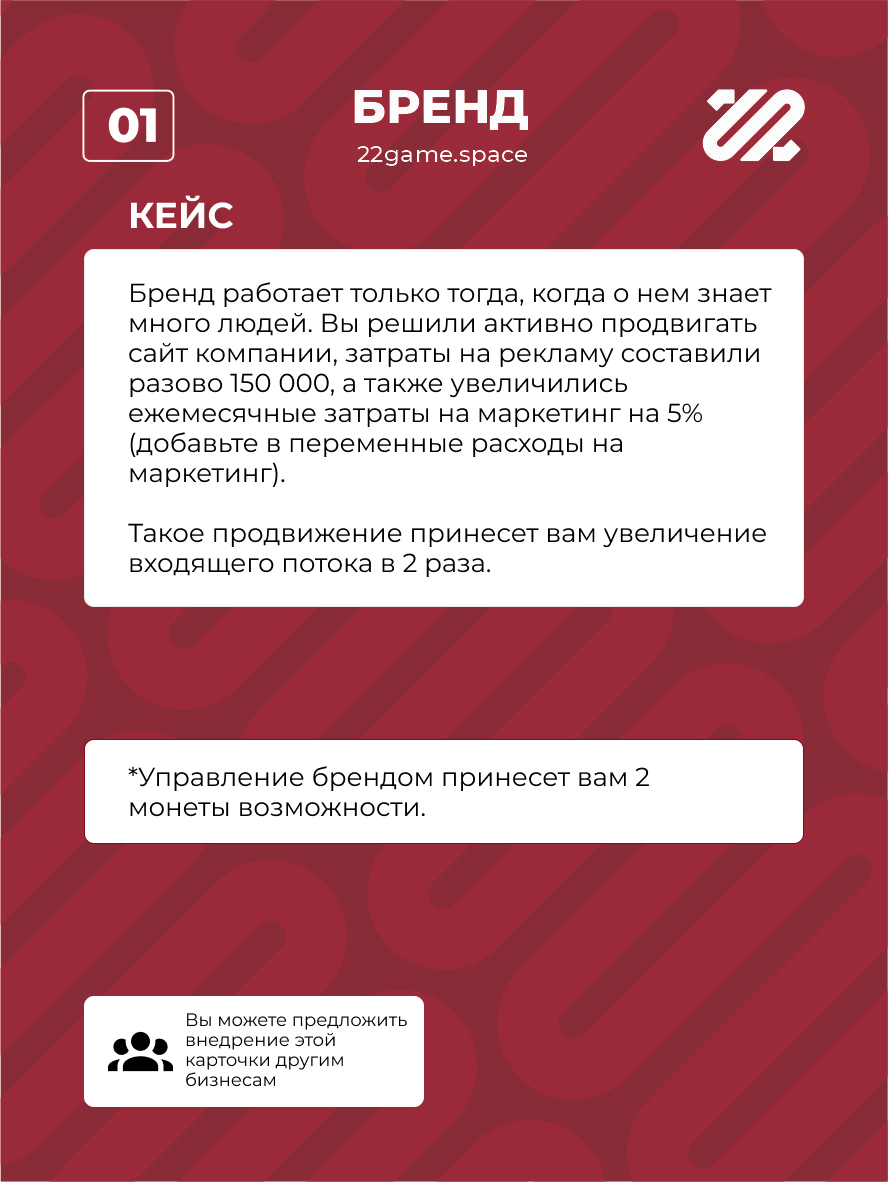 01
БРЕНД
22game.space
КЕЙС
Бренд работает только тогда, когда о нем знает
много людей. Вы решили активно продвигать
сайт компании, затраты на рекламу составили
разово 150 000, а также увеличились
ежемесячные затраты на маркетинг на 5%
(добавьте в переменные расходы на
маркетинг).
Такое продвижение принесет вам увеличение
входящего потока в 2 раза.
*Управление брендом принесет вам 2
монеты возможности.
Вы можете предложить
внедрение этой
карточки другим
бизнесам